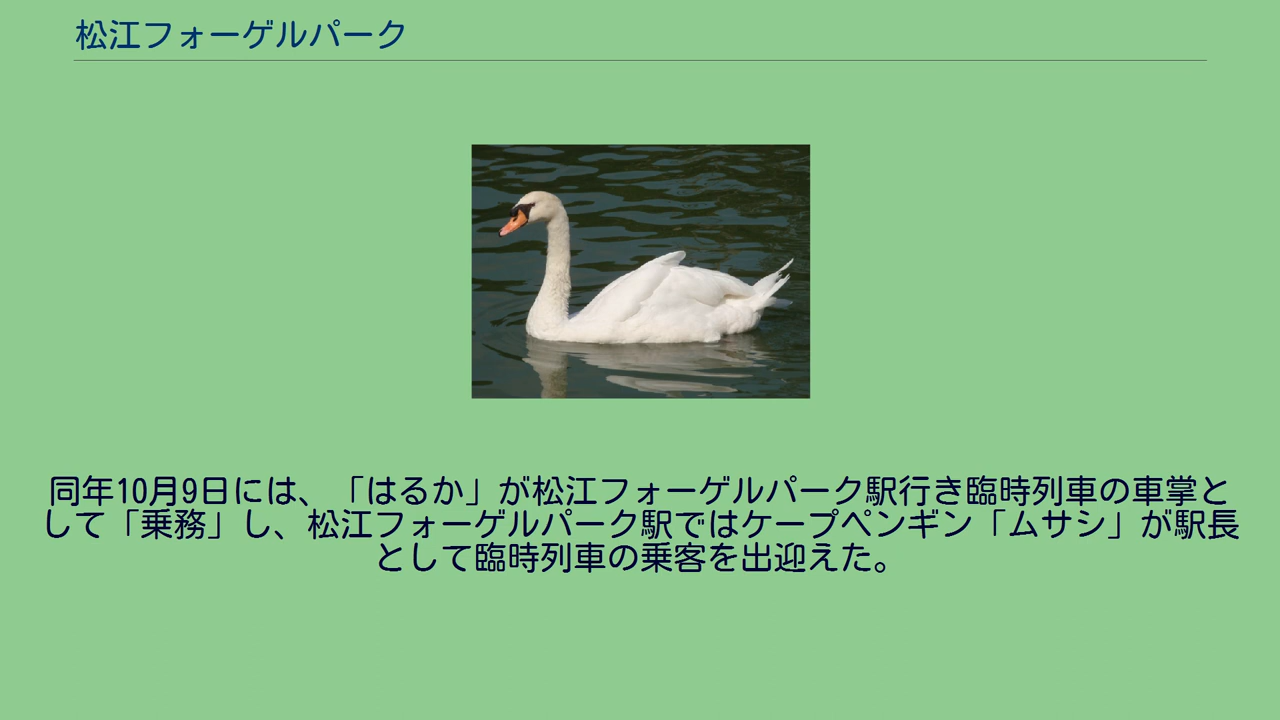 松江フォーゲルパーク
同年10月9日には、「はるか」が松江フォーゲルパーク駅行き臨時列車の車掌と
して「乗務」し、松江フォーゲルパーク駅ではケープペンギン「ムサシ」が駅長
として臨時列車の乗客を出迎えた。